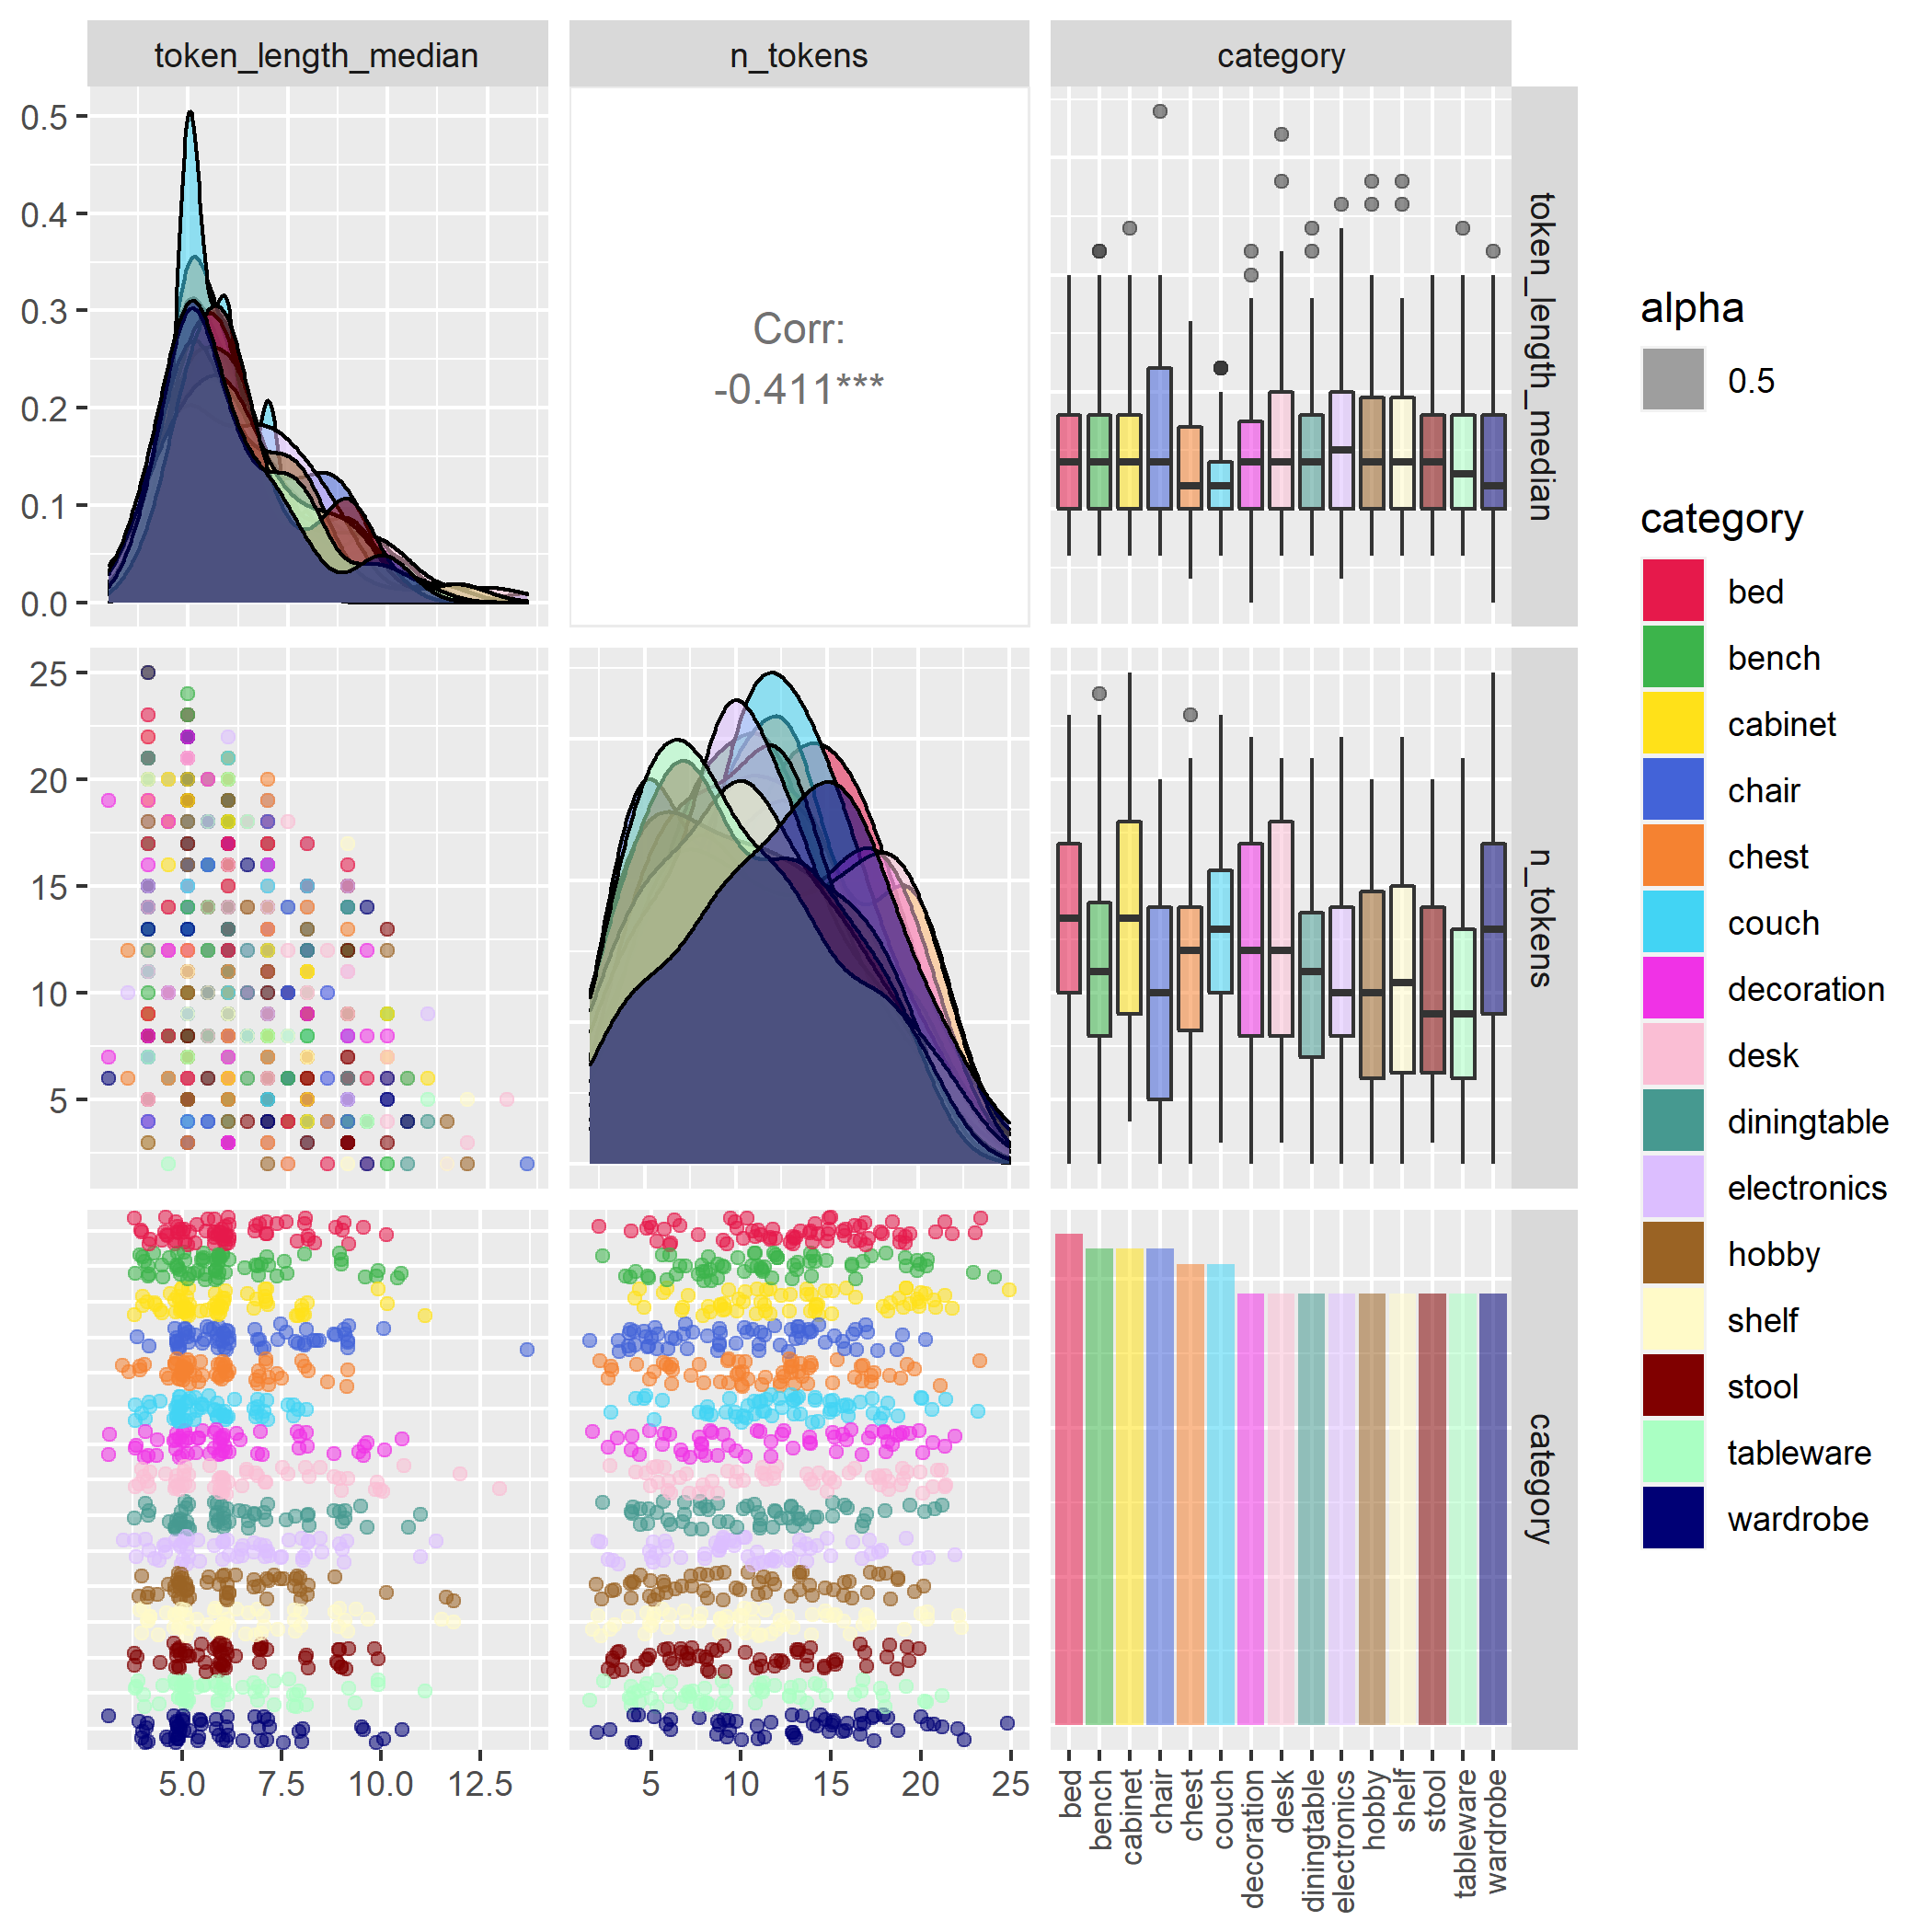 token_length_median
n_tokens
category
0.5
0.4
0.3
0.2
0.1
0.0
Corr:
-0.411***
token_length_median
25
20
15
10
5
n_tokens
category
5.0
7.5
10.0
12.5
5
10
15
20
25
bed
bench
cabinet
chair
chest
couch
decoration
desk
diningtable
electronics
hobby
shelf
stool
tableware
wardrobe
alpha
0.5
category
bed
bench
cabinet
chair
chest
couch
decoration
desk
diningtable
electronics
hobby
shelf
stool
tableware
wardrobe